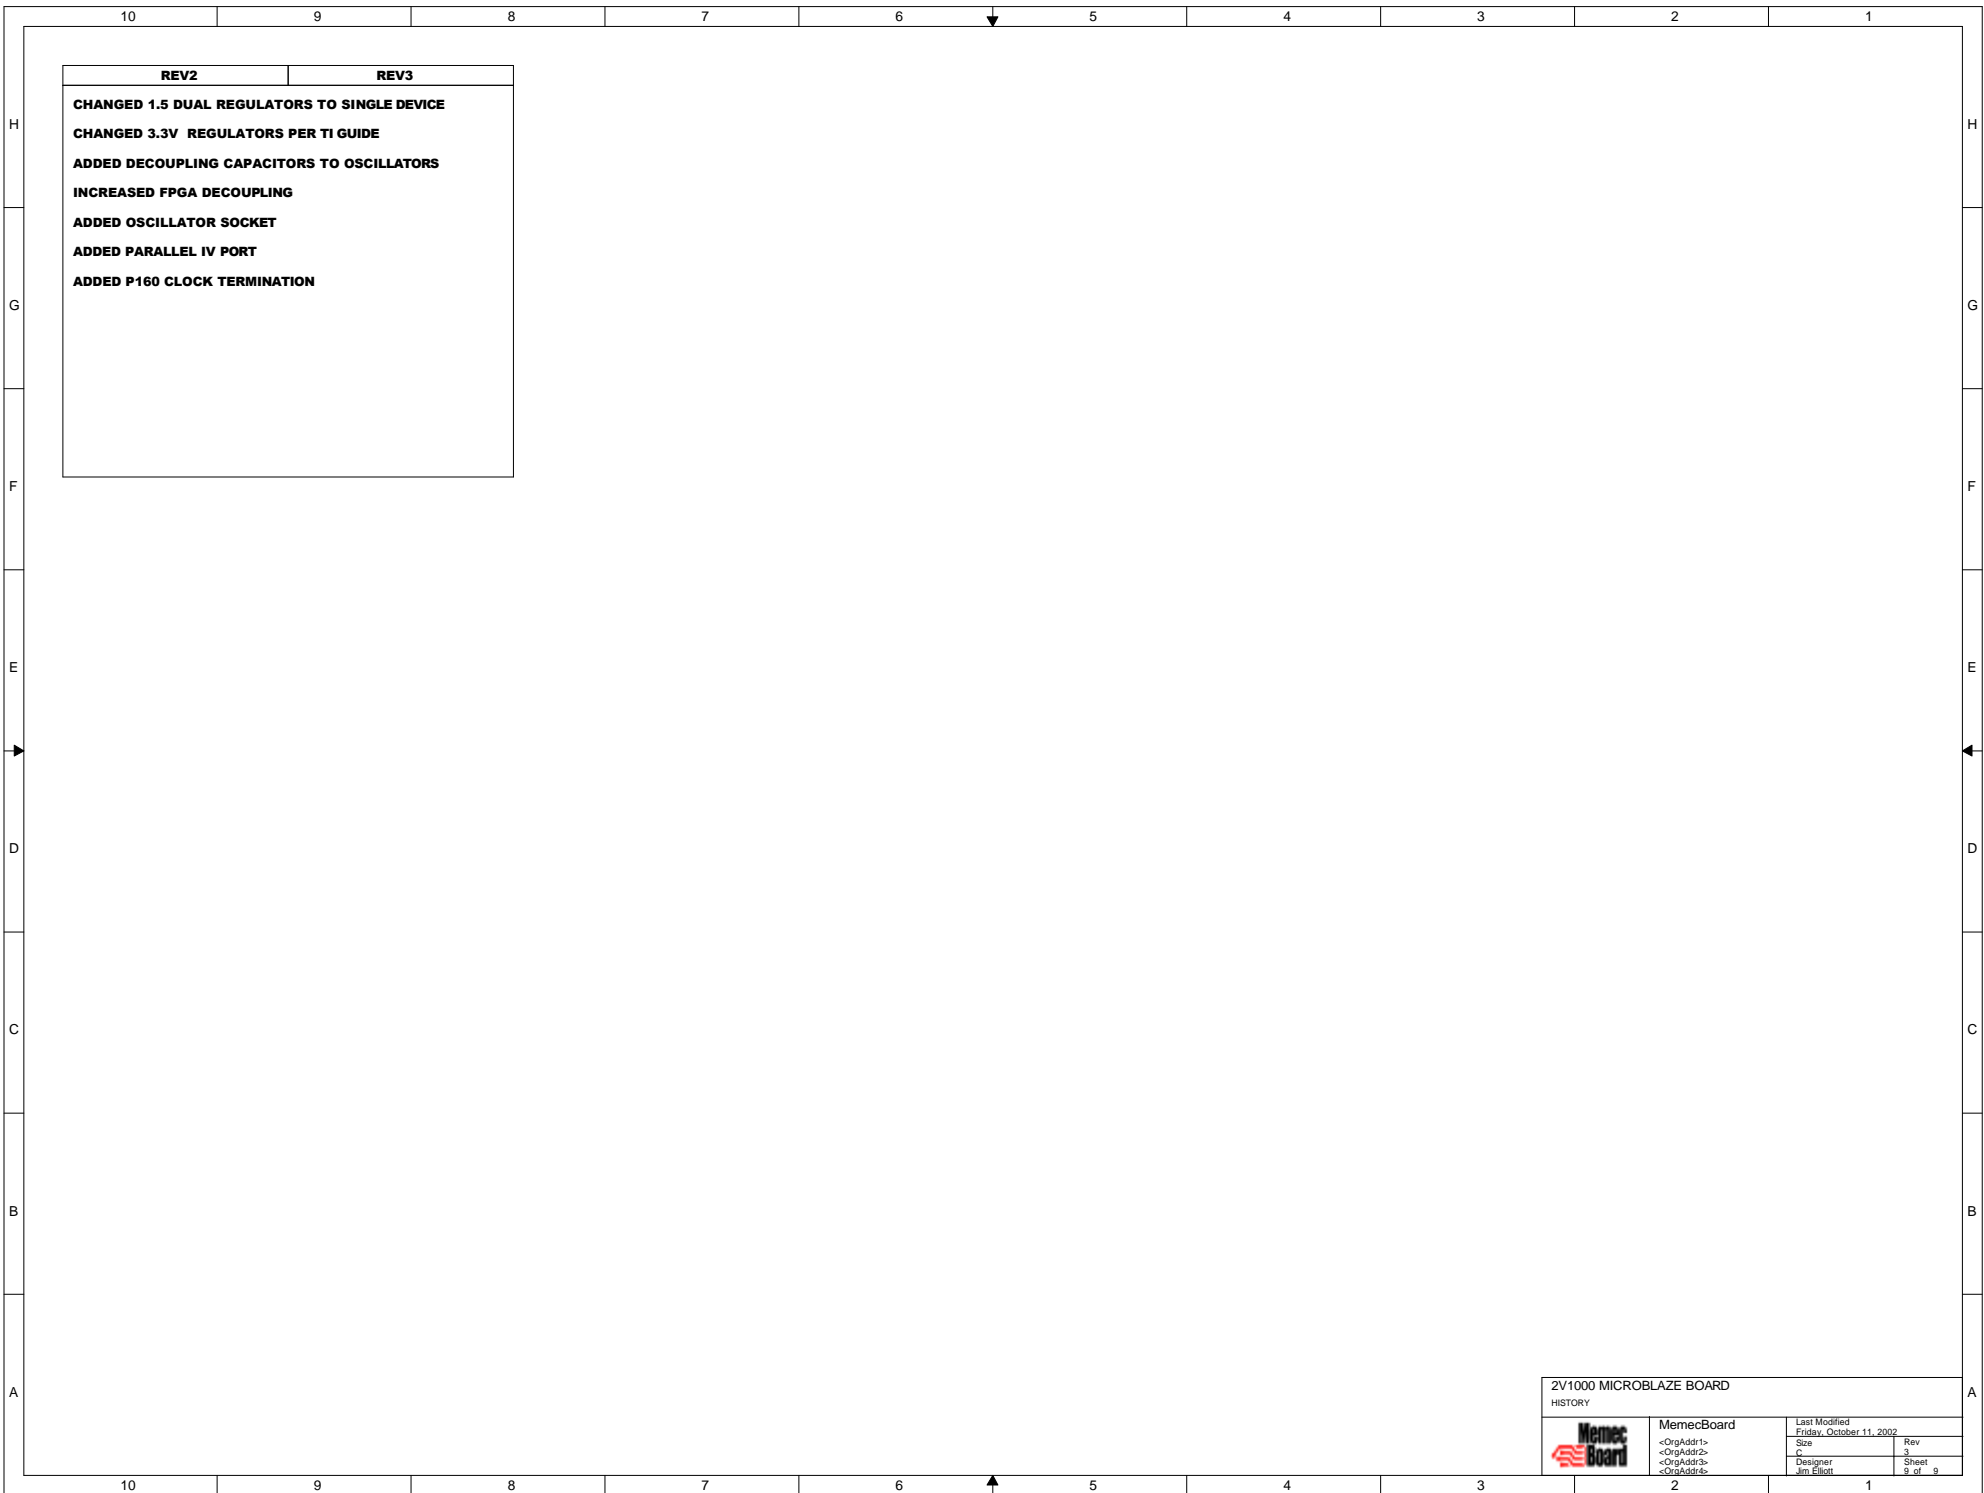 10 9 8 7 6 5 4 3 2 1
REV2 REV3
CHANGED 1.5 DUAL REGULATORS TO SINGLE DEVICE
CHANGED 3.3V REGULATORS PER TI GUIDE
ADDED DECOUPLING CAPACITORS TO OSCILLATORS
INCREASED FPGA DECOUPLING
ADDED OSCILLATOR SOCKET
ADDED PARALLEL IV PORT
ADDED P160 CLOCK TERMINATION
H H
G G
F F
E E
D D
C C
B B
A A
2V1000 MICROBLAZE BOARD
HISTORY
Memec
Board
MemecBoard
<OrgAddr1>
<OrgAddr2>
<OrgAddr3>
<OrgAddr4>
Last Modified
Friday, October 11, 2002
Size Rev
C 3
Designer Sheet
Jim Elliott 9 of 9
10 9 8 7 6 5 4 3 2 1